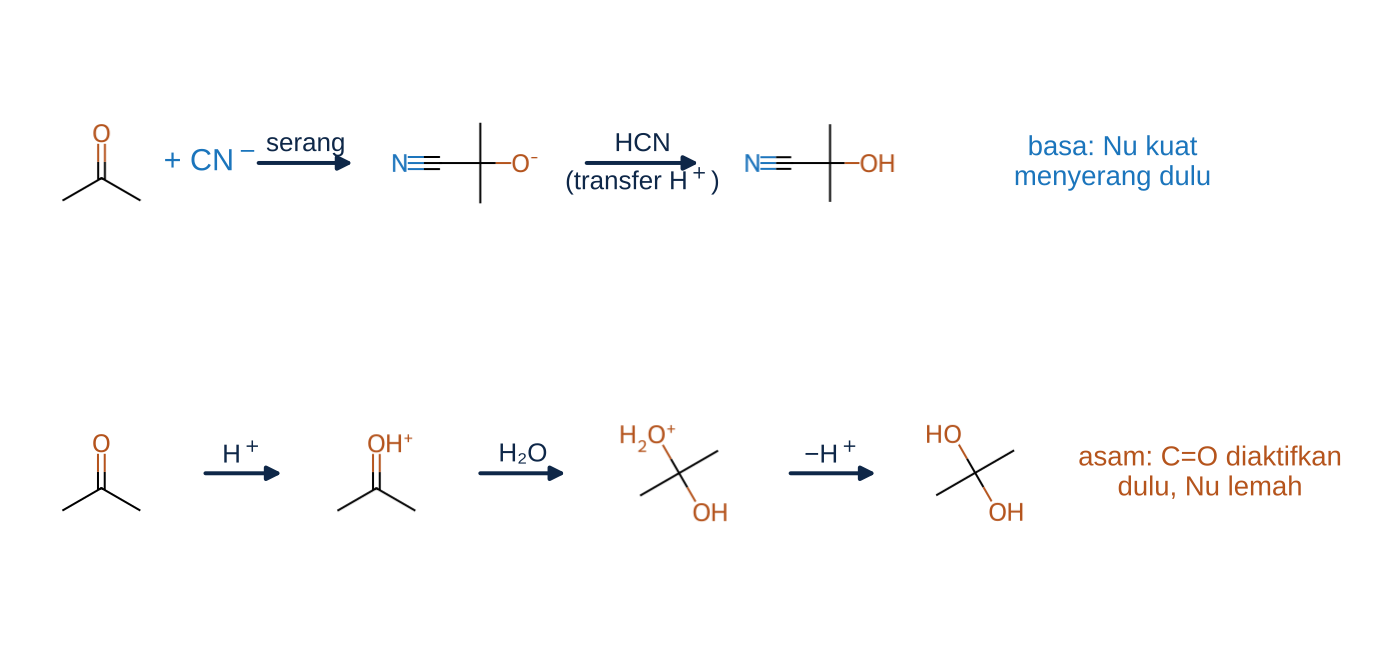 O
+ CN⁻
serang
N
O⁻
HCN
(transfer H⁺)
N
OH
basa: Nu kuat
menyerang dulu
O
H⁺
OH⁺
H₂O
H₂O⁺
OH
−H⁺
HO
OH
asam: C=O diaktifkan
dulu, Nu lemah